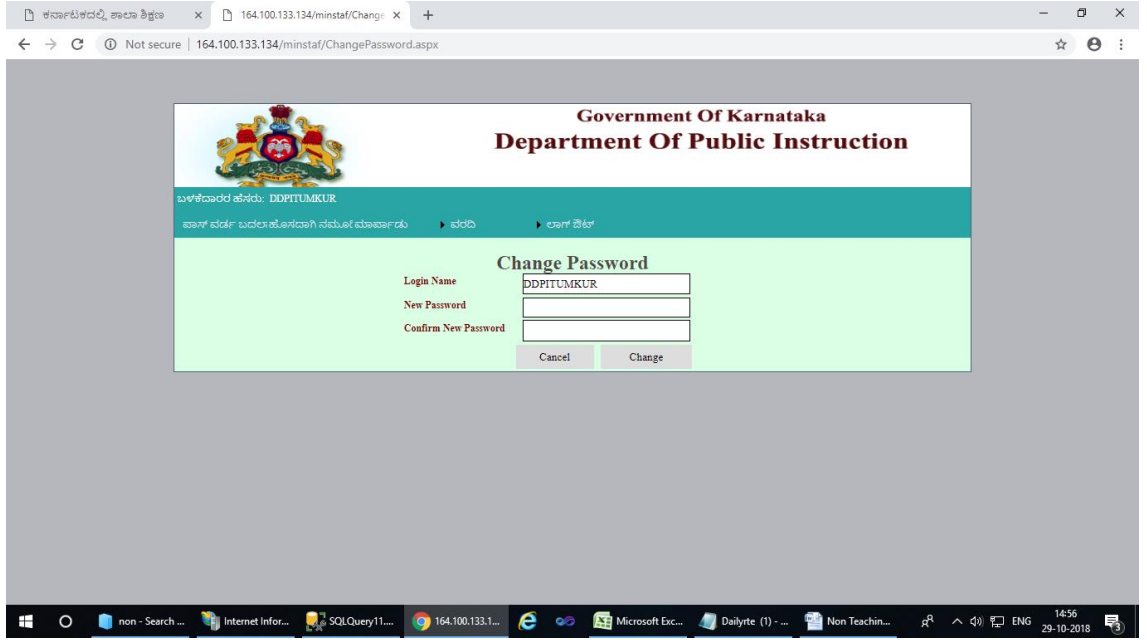 ಕರ್ನಾಟಕದಲ್ಲಿ ಶಾಲಾ ಶಿಕ್ಷಣ
164.100.133.134/minstaf/Change
Not secure | 164.100.133.134/minstaf/ChangePassword.aspx
Government Of Karnataka
Department Of Public Instruction
ಬಳಕೆದಾರರ ಹೆಸರು: DDPITUMKUR
ಪಾಸ್ ವರ್ಡ್ ವರದಿ ಲಾಗ್ ಔಟ್
Change Password
Login Name DDPITUMKUR
New Password
Confirm New Password
Cancel Change
non - Search ... Internet Infor... SQLQuery11.... 164.100.133.1... Microsoft Exc... Dailyrte (1) - ... Non Teachin... ENG 14:56
29-10-2018
3